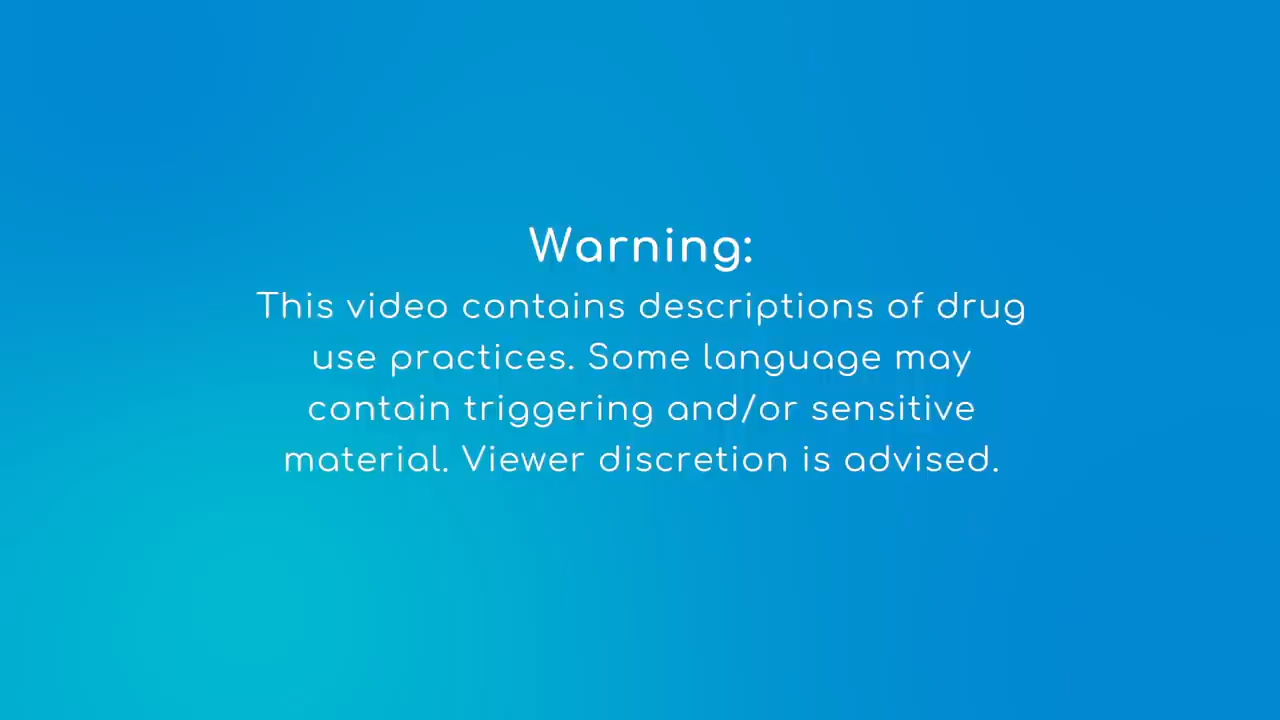 Warning:
This video contains descriptions of drug
use practices. Some language may
contain triggering and/or sensitive
material. Viewer discretion is advised.